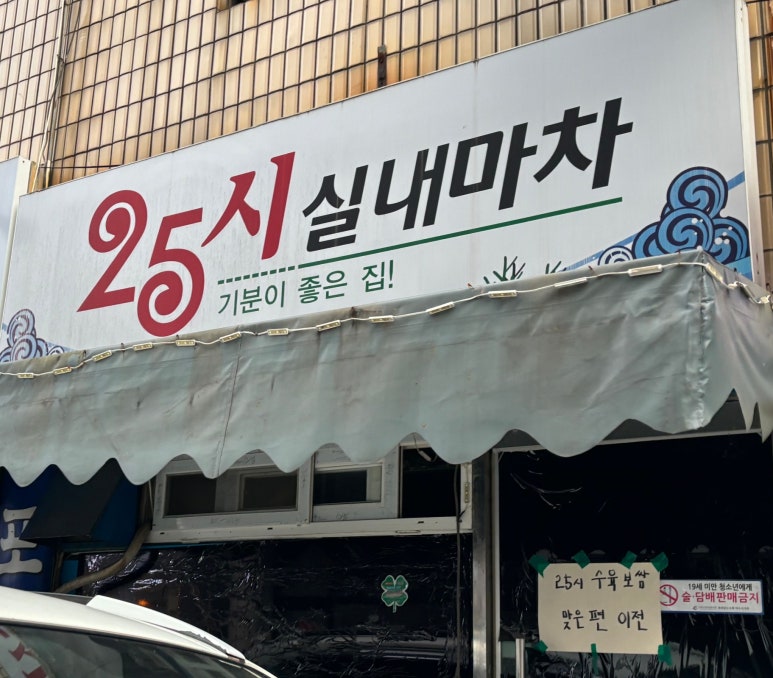 25시 실내마차
기분이 좋은 집!
포
25시 수육보쌈
맞은편 이전
19세 미만 청소년에게
술·담배 판매금지